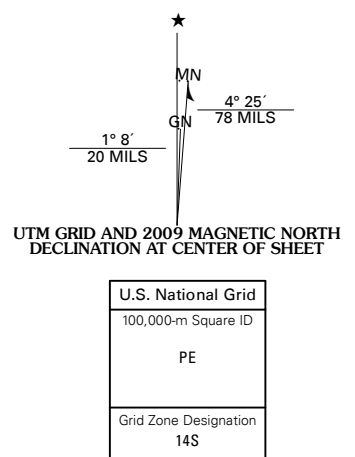 ★
MN
GN
4° 25´
78 MILS
1° 8´
20 MILS
UTM GRID AND 2009 MAGNETIC NORTH
DECLINATION AT CENTER OF SHEET
U.S. National Grid
100,000-m Square ID
PE
Grid Zone Designation
14S